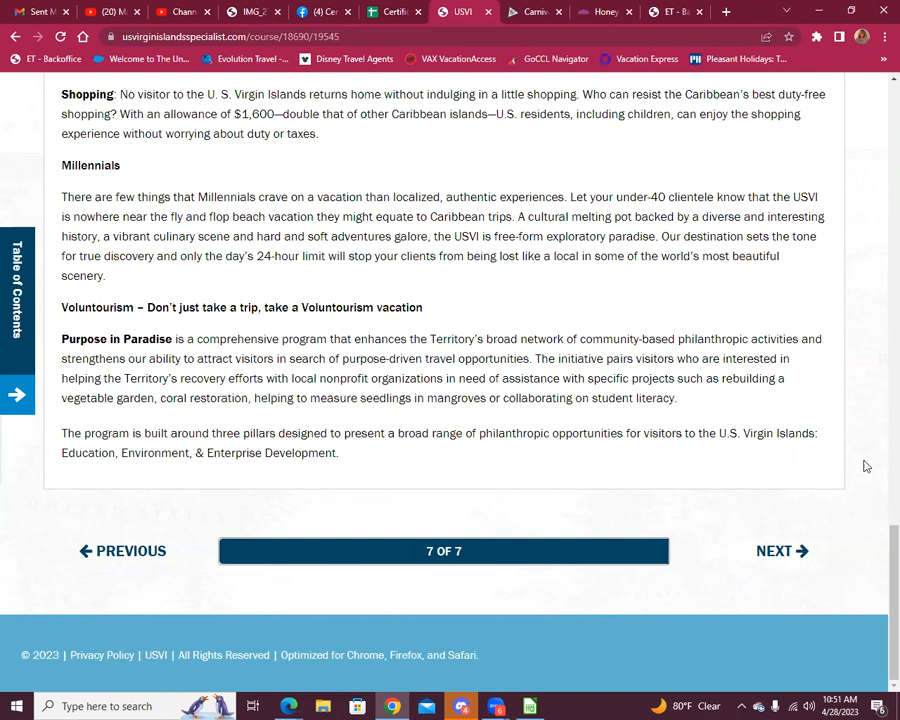 Sent M
(20) M
Chann
IMG_2
(4) Cer
Certific
USVI
Carniv
Honey
ET - Ba
usvirginislandsspecialist.com/course/18690/19545
ET - Backoffice
Welcome to The Un...
Evolution Travel -...
Disney Travel Agents
VAX VacationAccess
GoCCL Navigator
Vacation Express
Pleasant Holidays: T...
Shopping: No visitor to the U. S. Virgin Islands returns home without indulging in a little shopping. Who can resist the Caribbean's best duty-free
shopping? With an allowance of $1,600—double that of other Caribbean islands—U.S. residents, including children, can enjoy the shopping
experience without worrying about duty or taxes.
Millennials
There are few things that Millennials crave on a vacation than localized, authentic experiences. Let your under-40 clientele know that the USVI
is nowhere near the fly and flop beach vacation they might equate to Caribbean trips. A cultural melting pot backed by a diverse and interesting
history, a vibrant culinary scene and hard and soft adventures galore, the USVI is free-form exploratory paradise. Our destination sets the tone
for true discovery and only the day's 24-hour limit will stop your clients from being lost like a local in some of the world's most beautiful
scenery.
Table of Contents
Voluntourism – Don't just take a trip, take a Voluntourism vacation
Purpose in Paradise is a comprehensive program that enhances the Territory's broad network of community-based philanthropic activities and
strengthens our ability to attract visitors in search of purpose-driven travel opportunities. The initiative pairs visitors who are interested in
helping the Territory's recovery efforts with local nonprofit organizations in need of assistance with specific projects such as rebuilding a
vegetable garden, coral restoration, helping to measure seedlings in mangroves or collaborating on student literacy.
The program is built around three pillars designed to present a broad range of philanthropic opportunities for visitors to the U.S. Virgin Islands:
Education, Environment, & Enterprise Development.
PREVIOUS
7 OF 7
NEXT
© 2023 | Privacy Policy | USVI | All Rights Reserved | Optimized for Chrome, Firefox, and Safari.
Type here to search
80°F Clear
10:51 AM
4/28/2023